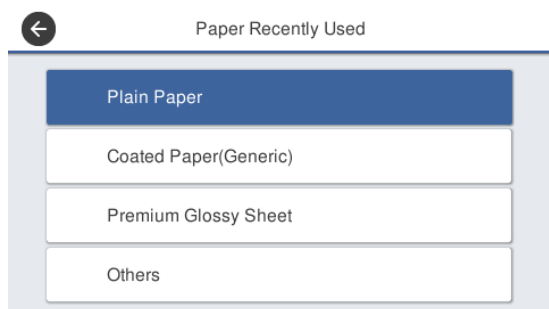 Paper Recently Used
Plain Paper
Coated Paper(Generic)
Premium Glossy Sheet
Others